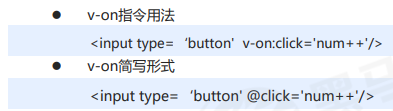 ● v-on指令用法
<input type=‘button' v-on:click='num++'/>
● v-on简写形式
<input type=‘button' @click='num++'/>